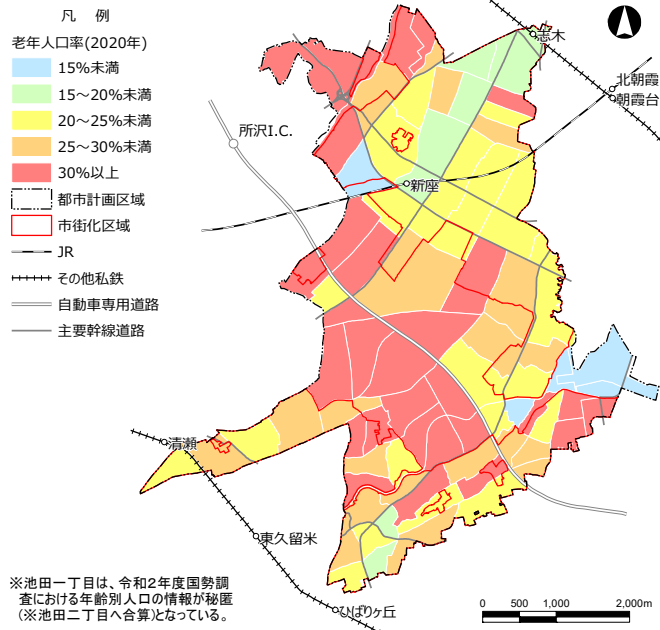 凡 例
老年人口率(2020年)
15%未満
15～20%未満
20～25%未満
25～30%未満
30%以上
都市計画区域
市街化区域
JR
その他私鉄
自動車専用道路
主要幹線道路
志木
北朝霞
朝霞台
所沢I.C.
新座
清瀬
東久留米
ひばりヶ丘
※池田一丁目は、令和2年度国勢調
査における年齢別人口の情報が秘匿
(※池田二丁目へ合算)となっている。
0 500 1,000 2,000m